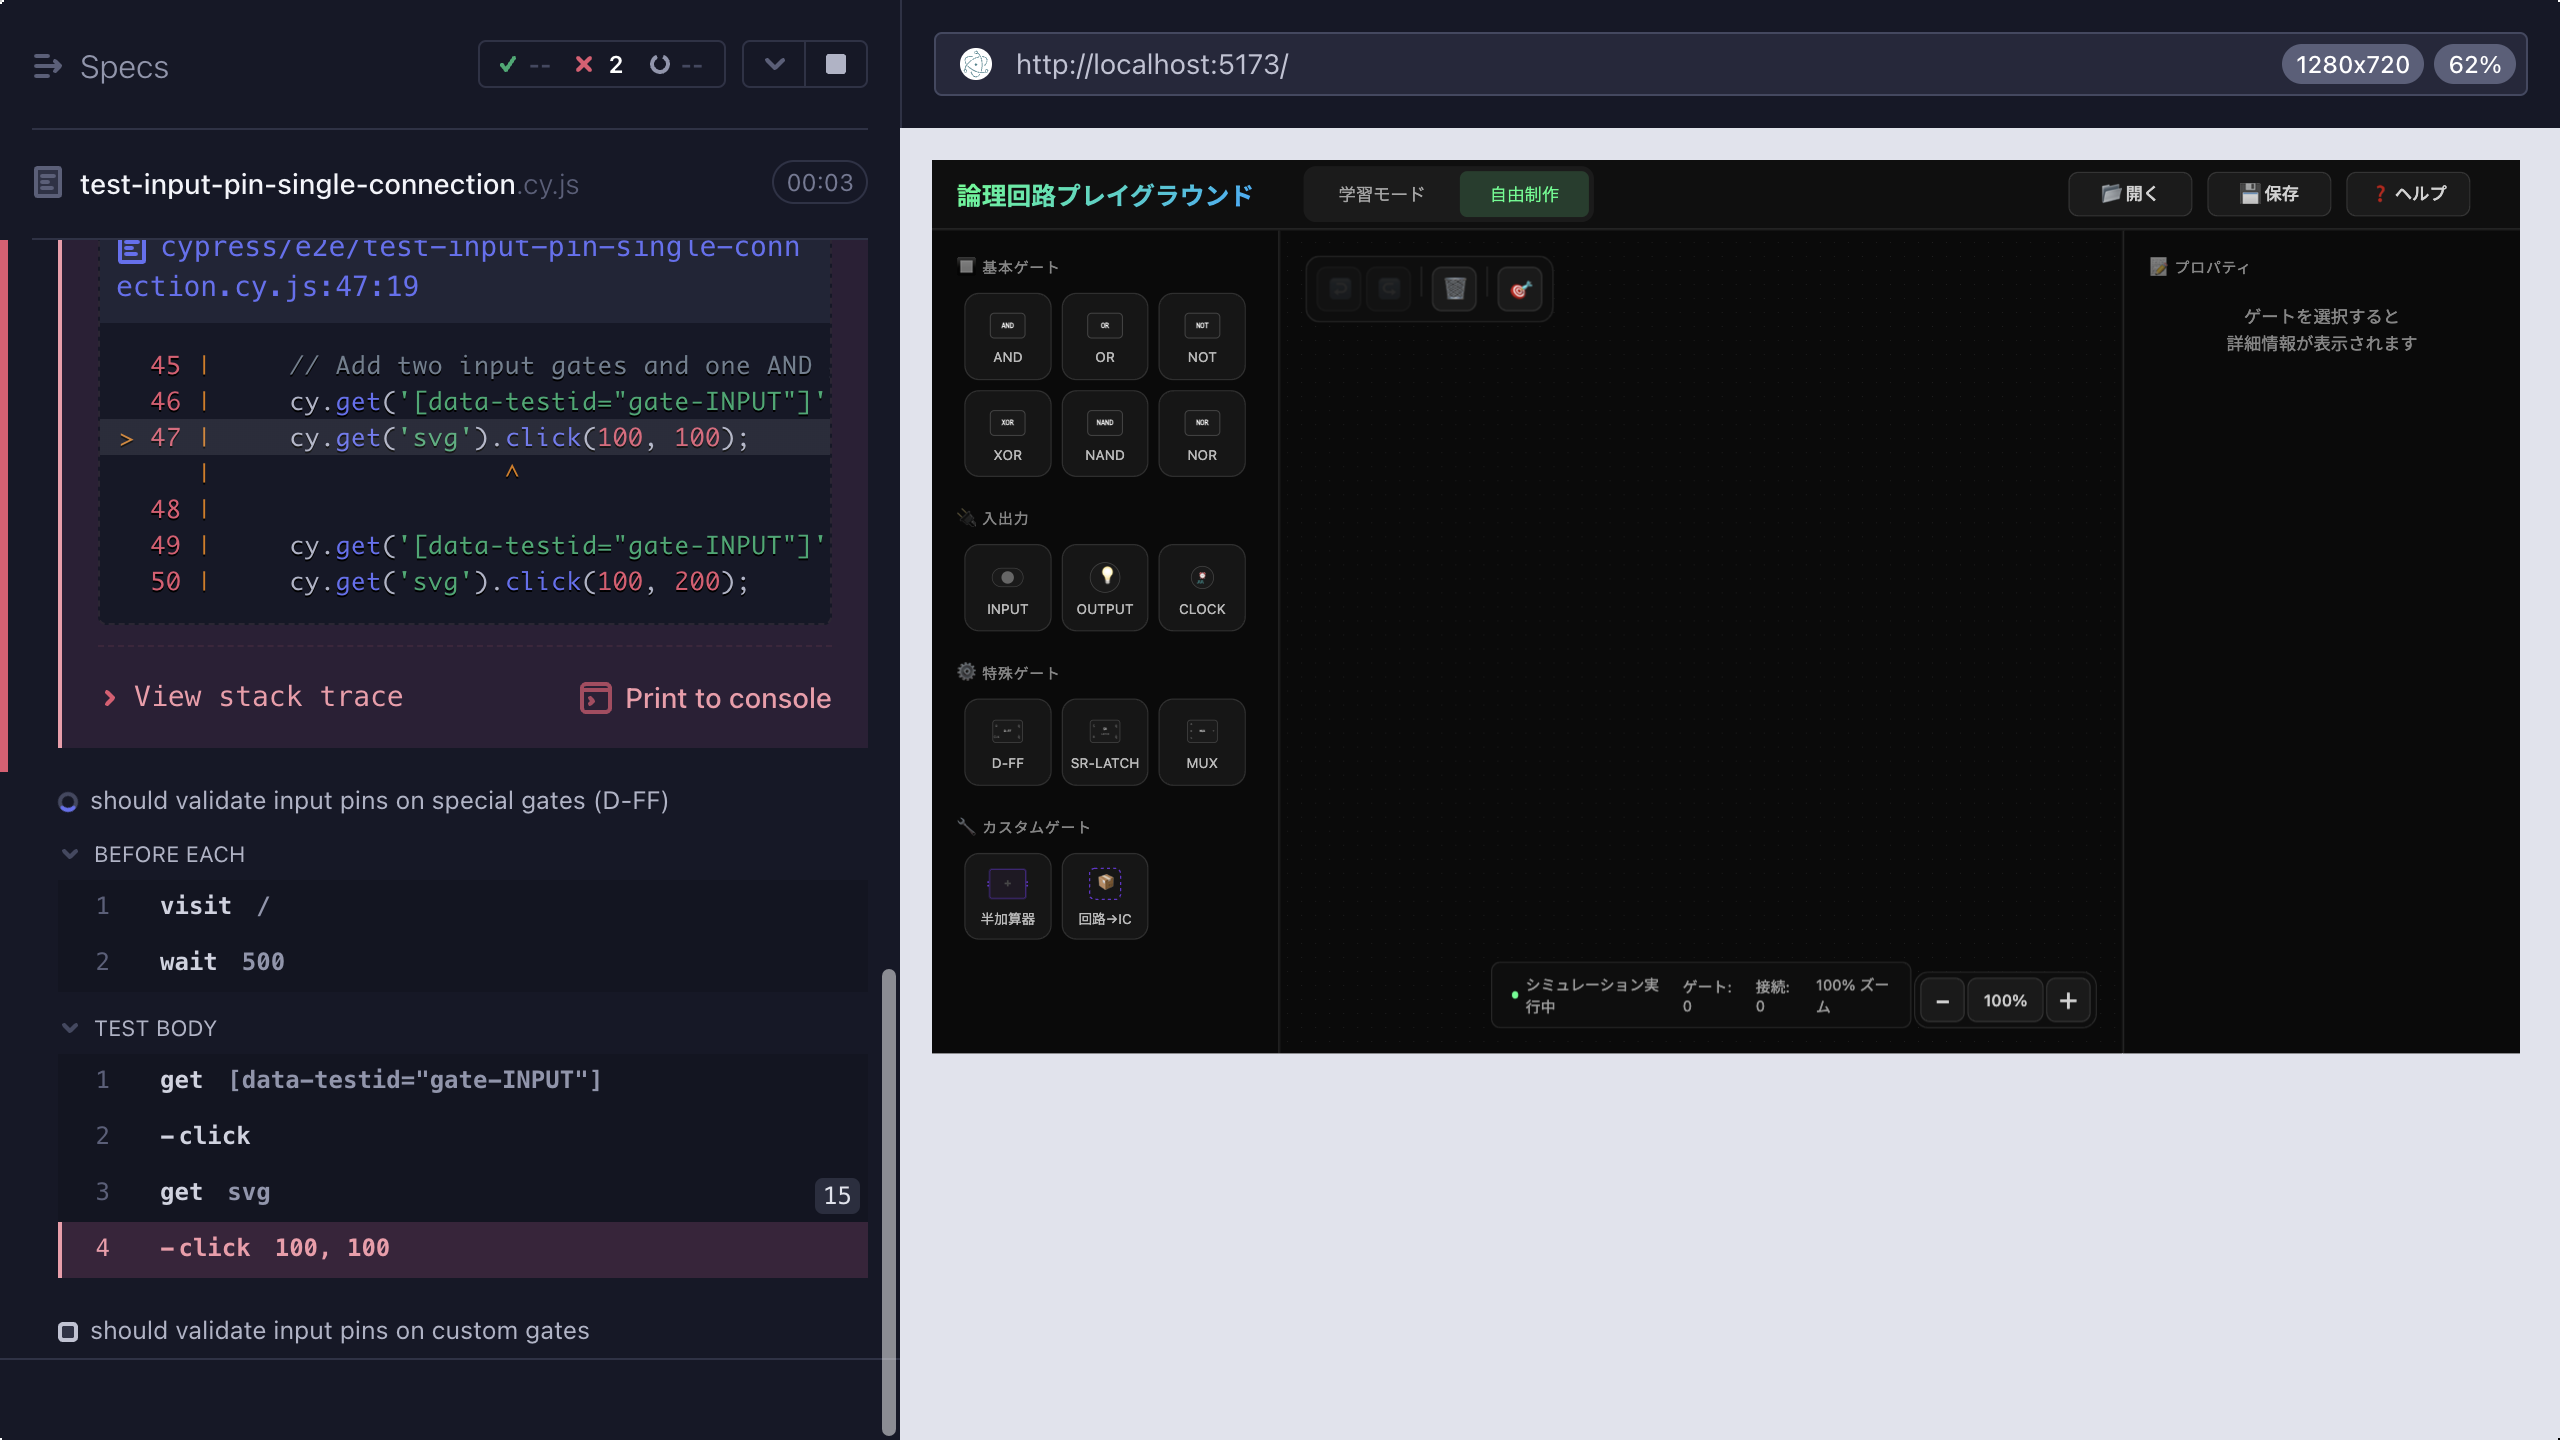 Specs
-- 2 --
http://localhost:5173/
1280x720
62%
test-input-pin-single-connection.cy.js
00:03
cypress/e2e/test-input-pin-single-conn
ection.cy.js:47:19
45 | // Add two input gates and one AND
46 | cy.get('[data-testid="gate-INPUT"]'
> 47 | cy.get('svg').click(100, 100);
| ^
48 |
49 | cy.get('[data-testid="gate-INPUT"]'
50 | cy.get('svg').click(100, 200);
View stack trace
Print to console
should validate input pins on special gates (D-FF)
BEFORE EACH
1 visit /
2 wait 500
TEST BODY
1 get [data-testid="gate-INPUT"]
2 -click
3 get svg 15
4 -click 100, 100
should validate input pins on custom gates
論理回路プレイグラウンド
学習モード
自由制作
開く
保存
ヘルプ
基本ゲート
AND OR NOT
AND OR NOT
XOR NAND NOR
XOR NAND NOR
入出力
INPUT OUTPUT CLOCK
特殊ゲート
D-FF SR-LATCH MUX
カスタムゲート
半加算器 回路→IC
シミュレーション実
行中
ゲート:
0
接続:
0
100% ズー
ム
− 100% +
プロパティ
ゲートを選択すると
詳細情報が表示されます